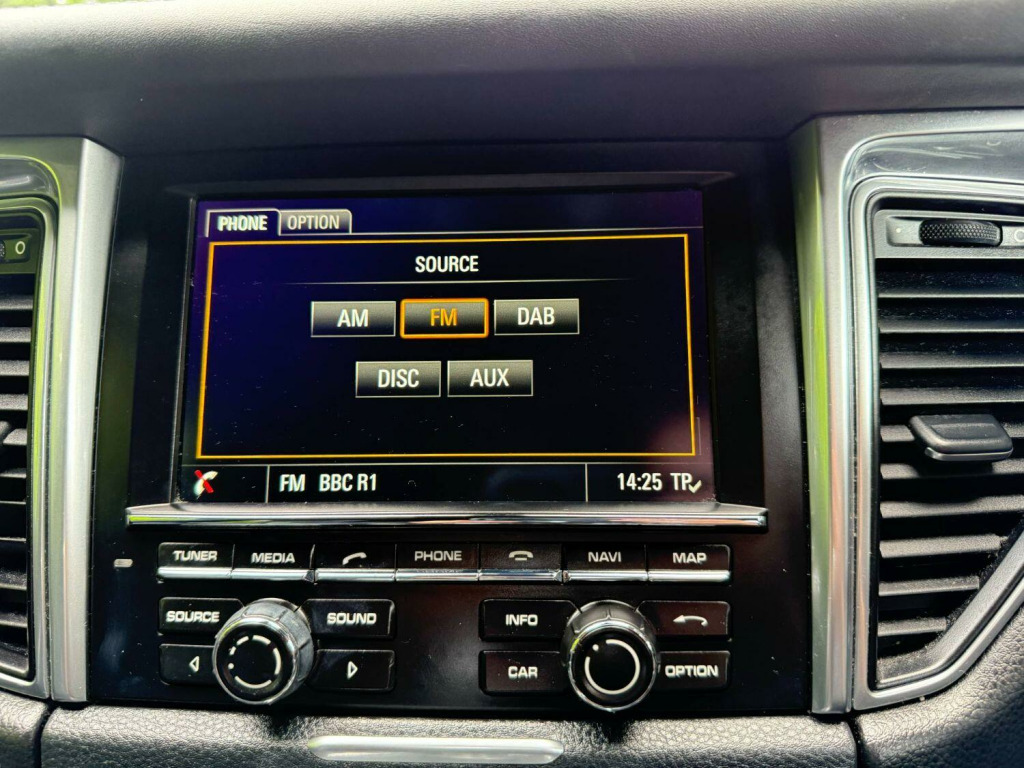 PHONE OPTION
SOURCE
AM FM DAB
DISC AUX
FM BBC R1 14:25 TP
TUNER MEDIA PHONE NAVI MAP
SOURCE SOUND INFO
CAR OPTION